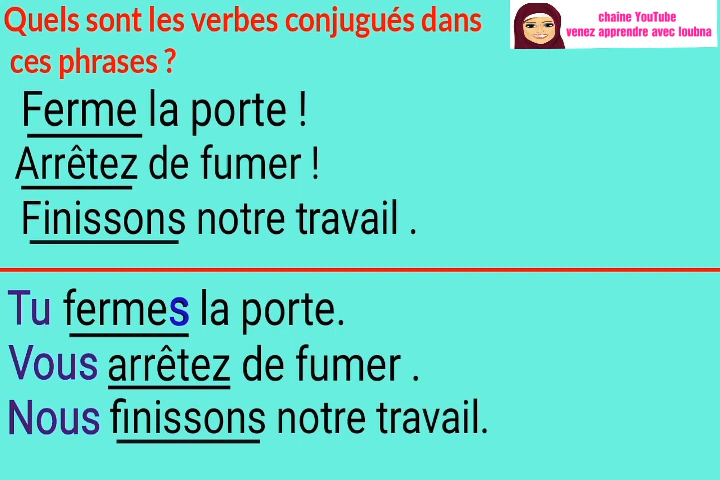 Quels sont les verbes conjugués dans
ces phrases ?
chaine YouTube
venez apprendre avec loubna
Ferme la porte !
Arrêtez de fumer !
Finissons notre travail .
Tu fermes la porte.
Vous arrêtez de fumer .
Nous finissons notre travail.